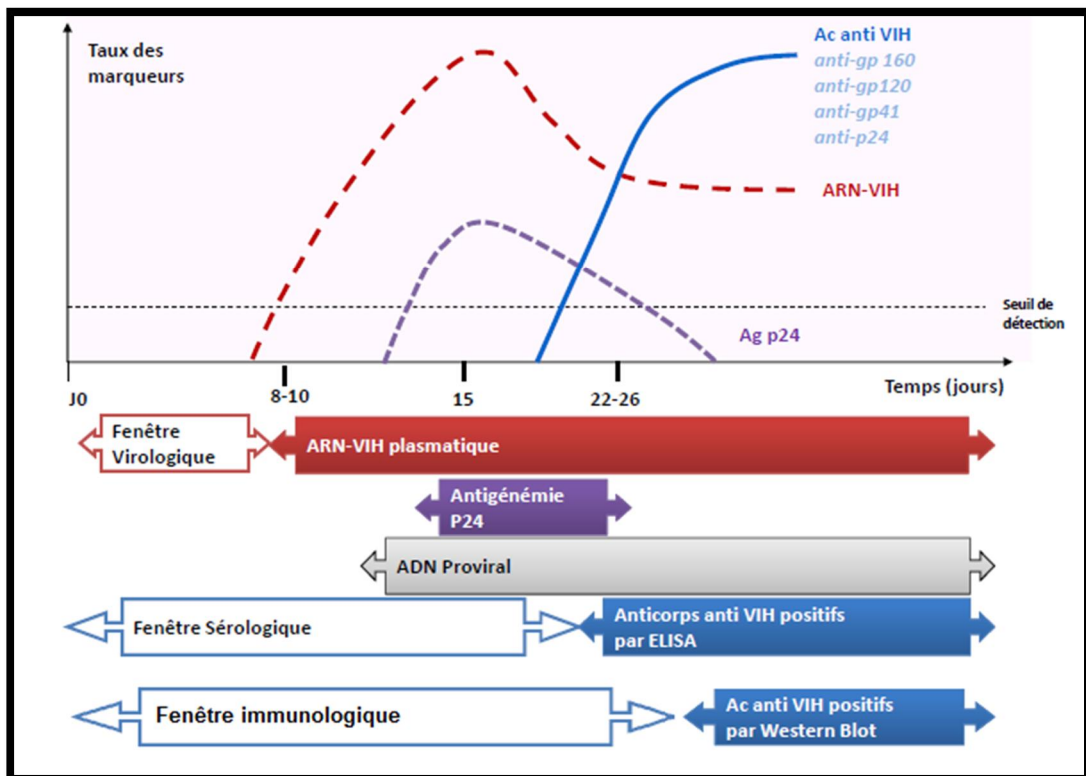 Taux des
marqueurs
Ac anti VIH
anti-gp 160
anti-gp120
anti-gp41
anti-p24
ARN-VIH
Seuil de
détection
Ag p24
J0
8-10
15
22-26
Temps (jours)
Fenêtre
Virologique
ARN-VIH plasmatique
Antigénémie
P24
ADN Proviral
Fenêtre Sérologique
Anticorps anti VIH positifs
par ELISA
Fenêtre immunologique
Ac anti VIH positifs
par Western Blot